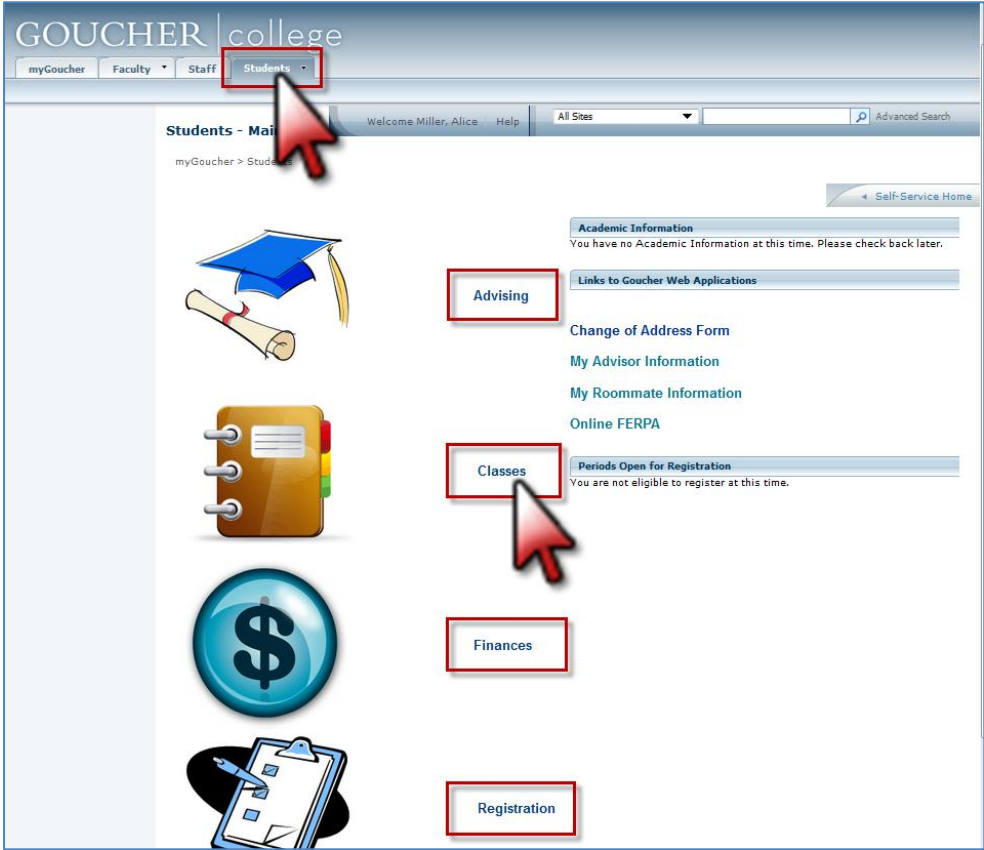 GOUCHER college
myGoucher Faculty Staff Students
Welcome Miller, Alice Help All Sites Advanced Search
Students - Mai
myGoucher > Students
Self-Service Home
Academic Information
You have no Academic Information at this time. Please check back later.
Advising
Links to Goucher Web Applications
Change of Address Form
My Advisor Information
My Roommate Information
Online FERPA
Classes
Periods Open for Registration
You are not eligible to register at this time.
$
Finances
Registration